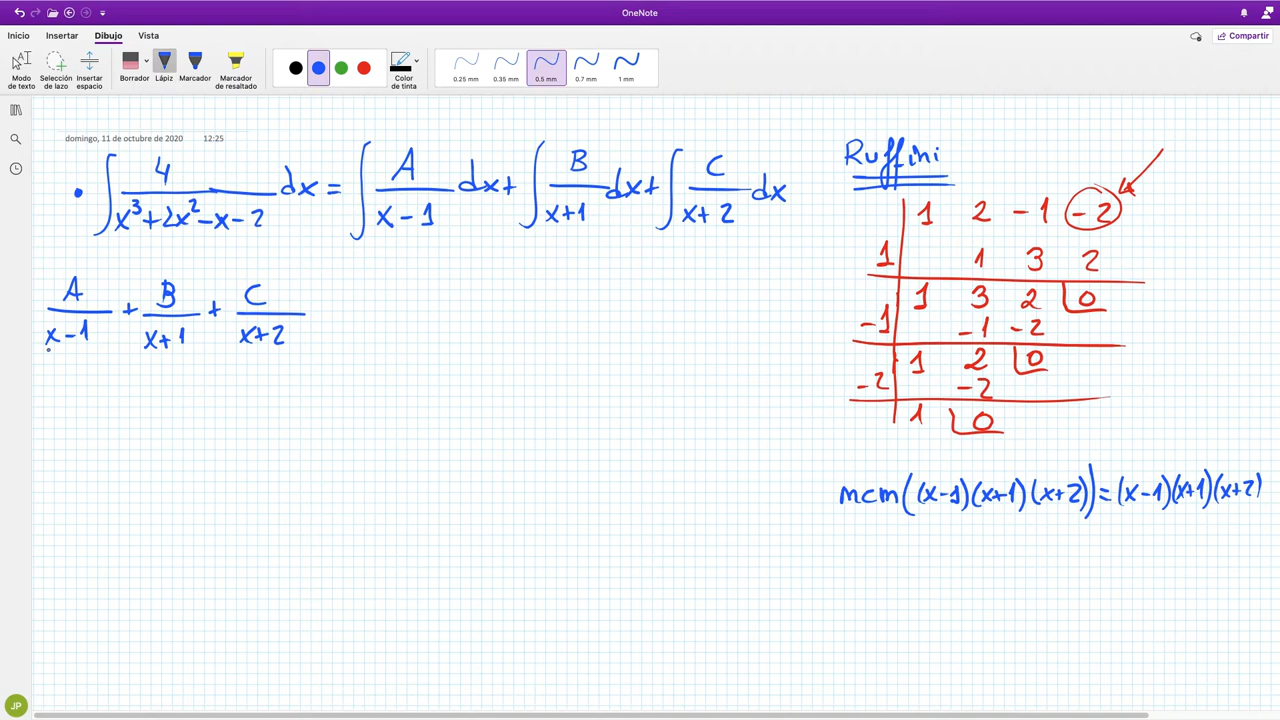 OneNote
Inicio Insertar Dibujo Vista Compartir
Modo de texto Selección de lazo Insertar espacio Borrador Lápiz Marcador Marcador de resaltado Color de tinta 0.25 mm 0.35 mm 0.5 mm 0.7 mm 1 mm
domingo, 11 de octubre de 2020 12:25
• ∫ 4/(x³+2x²-x-2) dx = ∫ A/(x-1) dx + ∫ B/(x+1) dx + ∫ C/(x+2) dx
A/(x-1) + B/(x+1) + C/(x+2)
Ruffini
1 2 -1 -2
1 1 3 2
1 3 2 0
-1 -1 -2
1 2 0
-2 -2
1 0
mcm((x-1)(x+1)(x+2))=(x-1)(x+1)(x+2)
JP